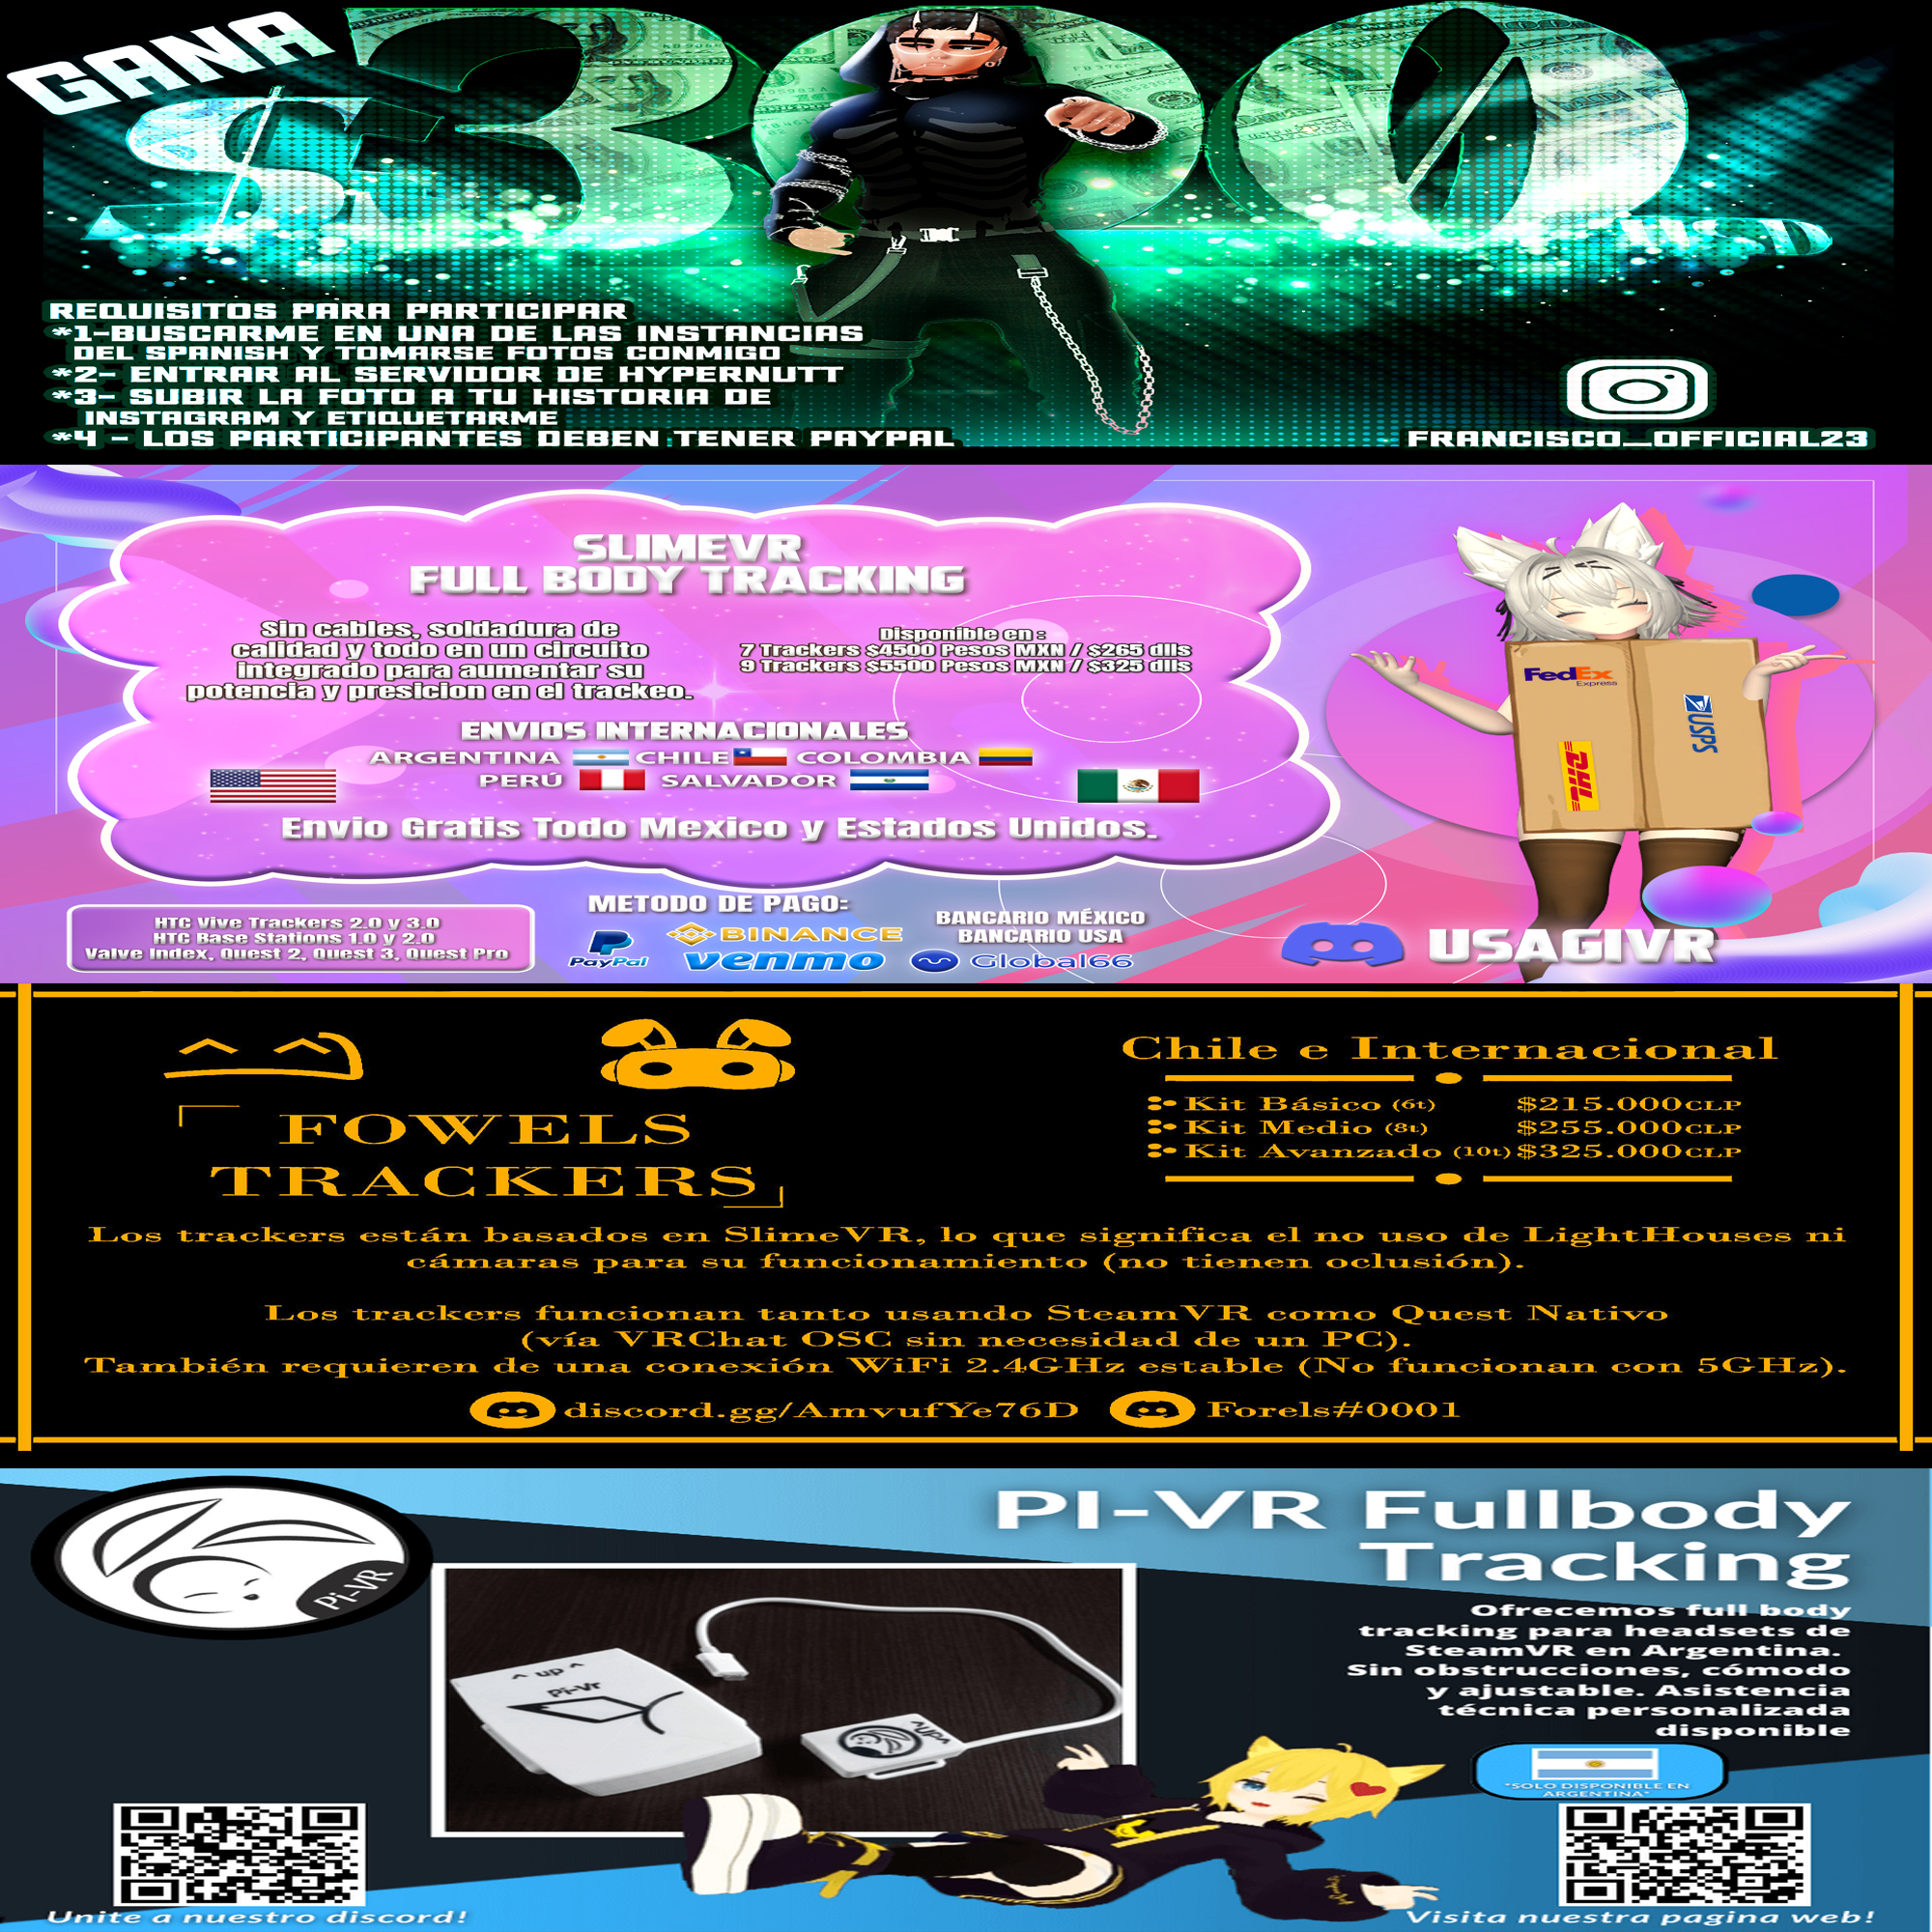 GANA
$300
USD
REQUISITOS PARA PARTICIPAR
*1-BUSCARME EN UNA DE LAS INSTANCIAS
DEL SPANISH Y TOMARSE FOTOS CONMIGO
*2- ENTRAR AL SERVIDOR DE HYPERNUTT
*3- SUBIR LA FOTO A TU HISTORIA DE
INSTAGRAM Y ETIQUETARME
*4 - LOS PARTICIPANTES DEBEN TENER PAYPAL
FRANCISCO_OFFICIAL23
SLIMEVR
FULL BODY TRACKING
Sin cables, soldadura de
calidad y todo en un circuito
integrado para aumentar su
potencia y presicion en el trackeo.
Disponible en :
7 Trackers $4500 Pesos MXN / $265 dlls
9 Trackers $5500 Pesos MXN / $325 dlls
ENVIOS INTERNACIONALES
ARGENTINA CHILE COLOMBIA
PERÚ SALVADOR
Envio Gratis Todo Mexico y Estados Unidos.
FedEx
Express
USPS
DHL
HTC Vive Trackers 2.0 y 3.0
HTC Base Stations 1.0 y 2.0
Valve Index, Quest 2, Quest 3, Quest Pro
METODO DE PAGO:
PayPal
BINANCE
venmo
BANCARIO MÉXICO
BANCARIO USA
Global66
USAGIVR
FOWELS
TRACKERS
Chile e Internacional
Kit Básico (6t) $215.000CLP
Kit Medio (8t) $255.000CLP
Kit Avanzado (10t) $325.000CLP
Los trackers están basados en SlimeVR, lo que significa el no uso de LightHouses ni
cámaras para su funcionamiento (no tienen oclusión).
Los trackers funcionan tanto usando SteamVR como Quest Nativo
(vía VRChat OSC sin necesidad de un PC).
También requieren de una conexión WiFi 2.4GHz estable (No funcionan con 5GHz).
discord.gg/AmvufYe76D Forels#0001
Pi-VR
PI-VR Fullbody
Tracking
Ofrecemos full body
tracking para headsets de
SteamVR en Argentina.
Sin obstrucciones, cómodo
y ajustable. Asistencia
técnica personalizada
disponible
^ up ^
Pi-Vr
^UP^
*SOLO DISPONIBLE EN
ARGENTINA*
Unite a nuestro discord!
Visita nuestra pagina web!